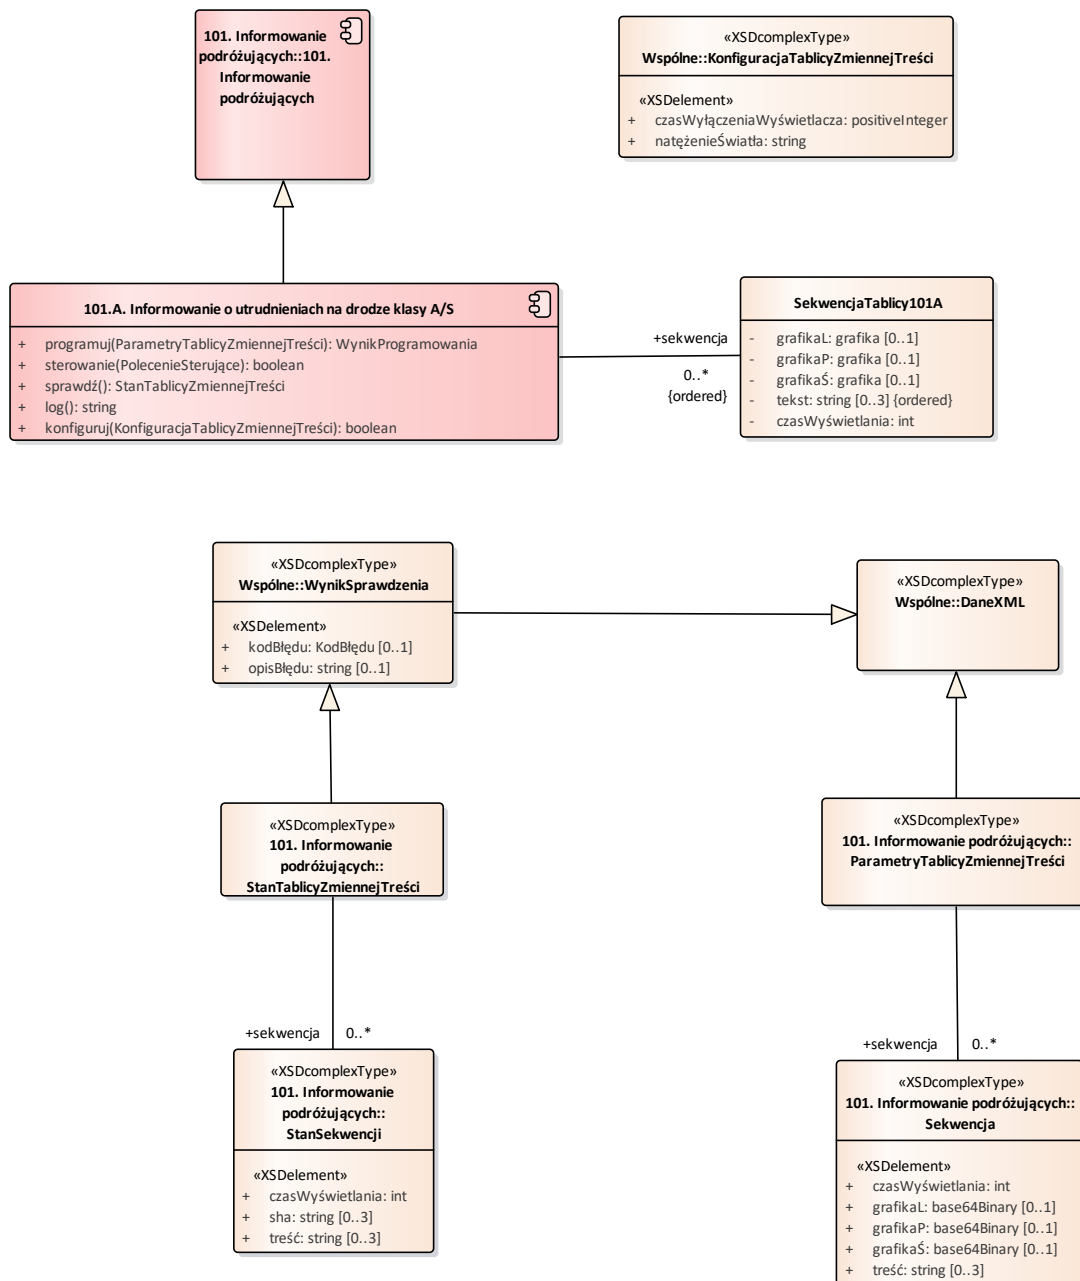 101. Informowanie
podróżujących::101.
Informowanie
podróżujących
«XSDcomplexType»
Wspólne::KonfiguracjaTablicyZmiennejTreści
«XSDelement»
+ czasWyłączeniaWyświetlacza: positiveInteger
+ natężenieŚwiatła: string
101.A. Informowanie o utrudnieniach na drodze klasy A/S
+ programuj(ParametryTablicyZmiennejTreści): WynikProgramowania
+ sterowanie(PolecenieSterujące): boolean
+ sprawdź(): StanTablicyZmiennejTreści
+ log(): string
+ konfiguruj(KonfiguracjaTablicyZmiennejTreści): boolean
+sekwencja
0..*
{ordered}
SekwencjaTablicy101A
- grafikaL: grafika [0..1]
- grafikaP: grafika [0..1]
- grafikaŚ: grafika [0..1]
- tekst: string [0..3] {ordered}
- czasWyświetlania: int
«XSDcomplexType»
Wspólne::WynikSprawdzenia
«XSDelement»
+ kodBłędu: KodBłędu [0..1]
+ opisBłędu: string [0..1]
«XSDcomplexType»
Wspólne::DaneXML
«XSDcomplexType»
101. Informowanie
podróżujących::
StanTablicyZmiennejTreści
«XSDcomplexType»
101. Informowanie podróżujących::
ParametryTablicyZmiennejTreści
+sekwencja 0..*
«XSDcomplexType»
101. Informowanie
podróżujących::
StanSekwencji
«XSDelement»
+ czasWyświetlania: int
+ sha: string [0..3]
+ treść: string [0..3]
+sekwencja 0..*
«XSDcomplexType»
101. Informowanie podróżujących::
Sekwencja
«XSDelement»
+ czasWyświetlania: int
+ grafikaL: base64Binary [0..1]
+ grafikaP: base64Binary [0..1]
+ grafikaŚ: base64Binary [0..1]
+ treść: string [0..3]